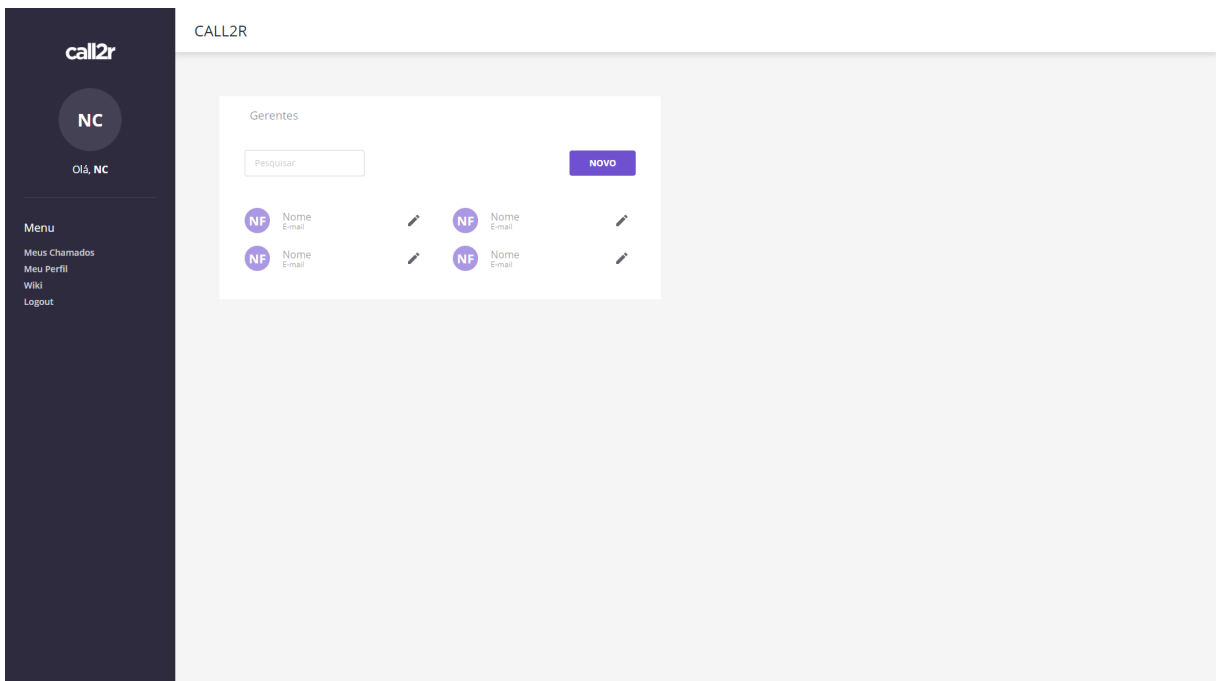 call2r
NC
Olá, NC
Menu
Meus Chamados
Meu Perfil
Wiki
Logout
CALL2R
Gerentes
Pesquisar
NOVO
NF
Nome
E-mail
NF
Nome
E-mail
NF
Nome
E-mail
NF
Nome
E-mail